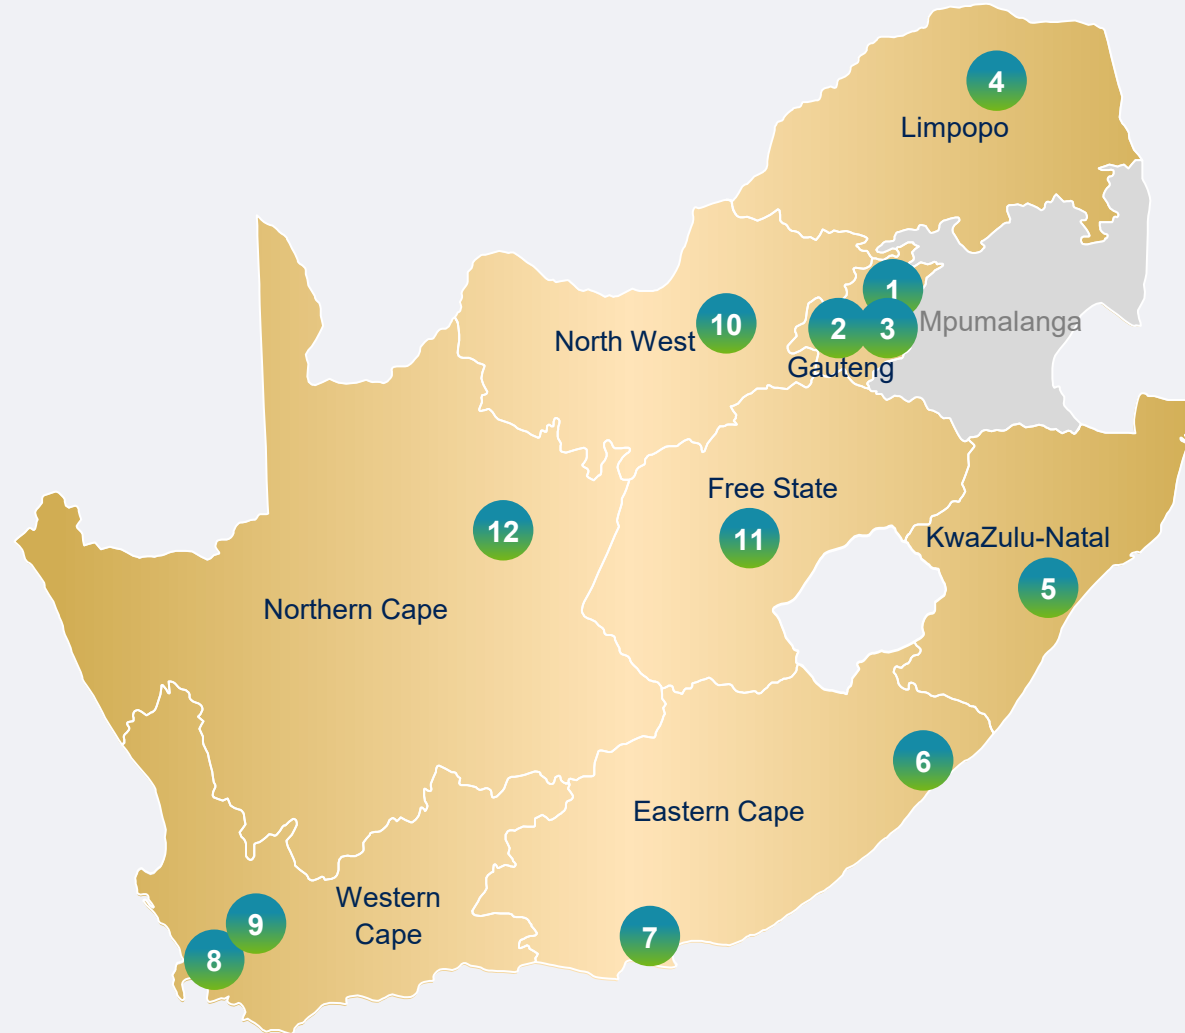 4
Limpopo
1
10
2
3
Mpumalanga
North West
Gauteng
Free State
12
11
KwaZulu-Natal
5
Northern Cape
6
Eastern Cape
Western
Cape
9
7
8